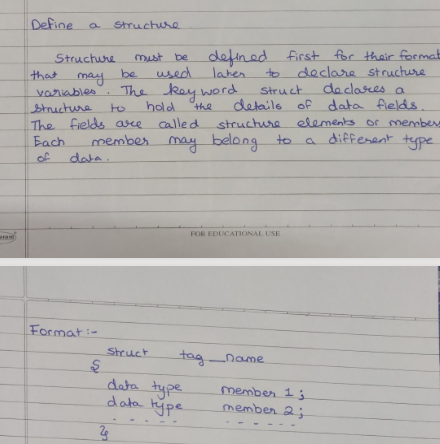 Define a structure
Structure must be defined first for their format
that may be used later to declare structure
variables. The keyword struct declares a
structure to hold the details of data fields.
The fields are called structure elements or member
Each member may belong to a different type
of data.
FOR EDUCATIONAL USE
Format:-
struct tag_name
{
data type member 1;
data type member 2;
. . . . . . . . . . .
};